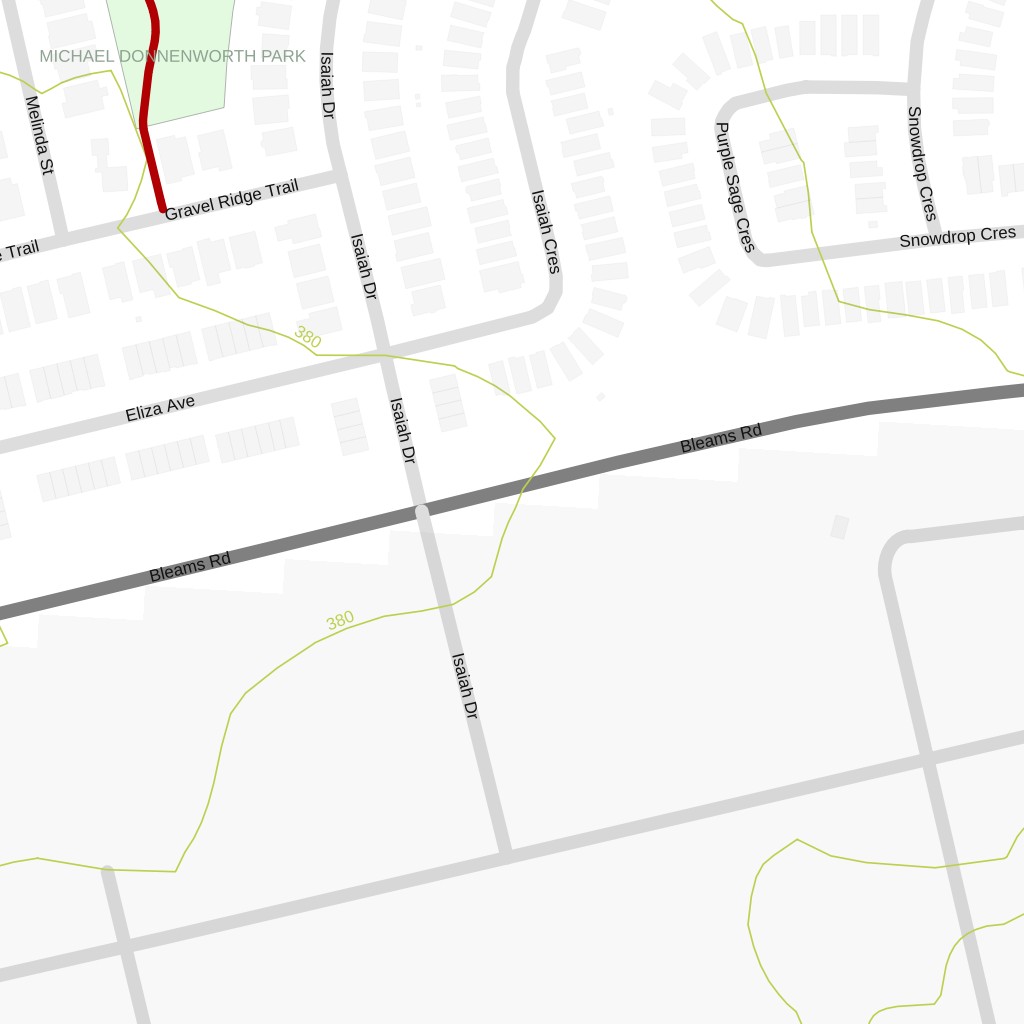 MICHAEL DONNENWORTH PARK
Isaiah Dr
Melinda St
Gravel Ridge Trail
Purple Sage Cres
Snowdrop Cres
Snowdrop Cres
Isaiah Cres
Trail
Isaiah Dr
380
Eliza Ave
Isaiah Dr
Bleams Rd
Bleams Rd
380
Isaiah Dr